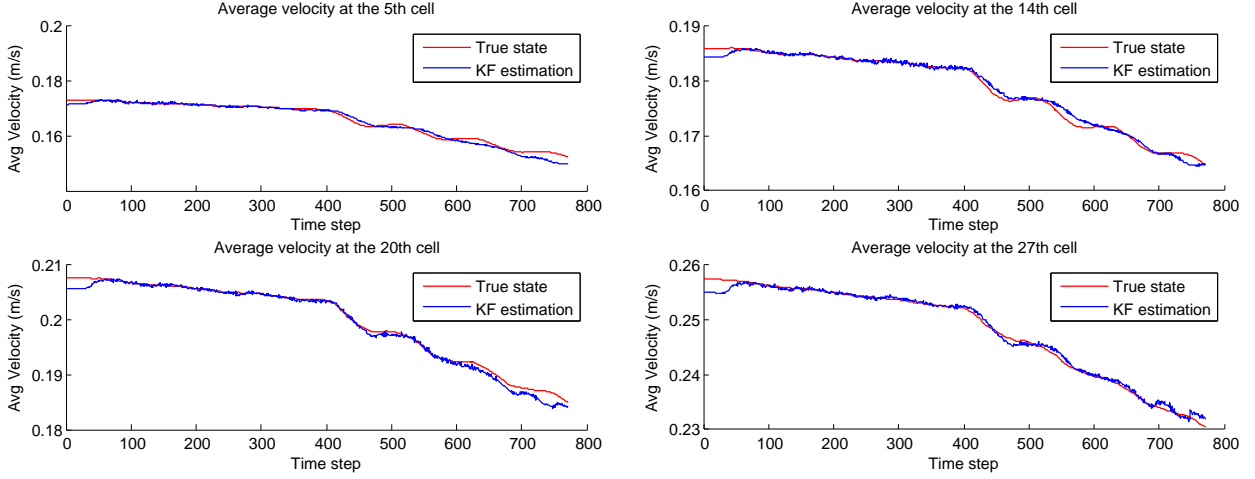 Average velocity at the 5th cell
0.2
0.18
0.16
Avg Velocity (m/s)
True state
KF estimation
0 100 200 300 400 500 600 700 800
Time step
Average velocity at the 14th cell
0.19
0.18
0.17
0.16
Avg Velocity (m/s)
True state
KF estimation
0 100 200 300 400 500 600 700 800
Time step
Average velocity at the 20th cell
0.21
0.2
0.19
0.18
Avg Velocity (m/s)
True state
KF estimation
0 100 200 300 400 500 600 700 800
Time step
Average velocity at the 27th cell
0.26
0.25
0.24
0.23
Avg Velocity (m/s)
True state
KF estimation
0 100 200 300 400 500 600 700 800
Time step